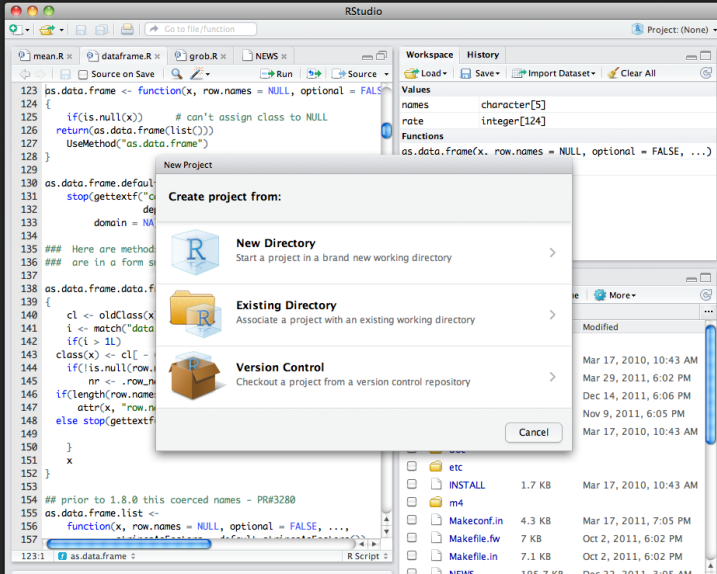 RStudio
Go to file/function
Project: (None)
mean.R
dataframe.R
grob.R
NEWS
Source on Save
Run
Source
123 as.data.frame <- function(x, row.names = NULL, optional = FALS
124 {
125 if(is.null(x)) # can't assign class to NULL
126 return(as.data.frame(list()))
127 UseMethod("as.data.frame")
128 }
129
130 as.data.frame.defaul
131 stop(gettextf("c
132 de
133 domain = NA
134
135 ### Here are method
136 ### are in a form su
137
138 as.data.frame.data.f
139 {
140 cl <- oldClass(x
141 i <- match("data
142 if(i > 1L)
143 class(x) <- cl[ - 
144 if(!is.null(row.
145 nr <- .row_n
146 if(length(row.names
147 attr(x, "row.n
148 else stop(gettextf
149
150 }
151 x
152 }
153
154 ## prior to 1.8.0 this coerced names - PR#3280
155 as.data.frame.list <-
156 function(x, row.names = NULL, optional = FALSE, ...,
157
123:1
as.data.frame
R Script
Workspace
History
Load
Save
Import Dataset
Clear All
Values
names character[5]
rate integer[124]
Functions
as.data.frame(x, row.names = NULL, optional = FALSE, ...)
New Project
Create project from:
New Directory
Start a project in a brand new working directory
Existing Directory
Associate a project with an existing working directory
Version Control
Checkout a project from a version control repository
Cancel
More
Modified
Mar 17, 2010, 10:43 AM
Mar 29, 2011, 6:02 PM
Dec 14, 2011, 6:06 PM
Nov 9, 2011, 6:05 PM
Mar 17, 2010, 10:43 AM
etc
INSTALL 1.7 KB Mar 17, 2010, 10:43 AM
m4
Makeconf.in 4.3 KB Mar 17, 2011, 7:05 PM
Makefile.fw 7 KB Oct 2, 2011, 6:02 PM
Makefile.in 7.1 KB Oct 2, 2011, 6:02 PM
NEWS 195.7 KB Dec 22, 2011, 3:05 AM